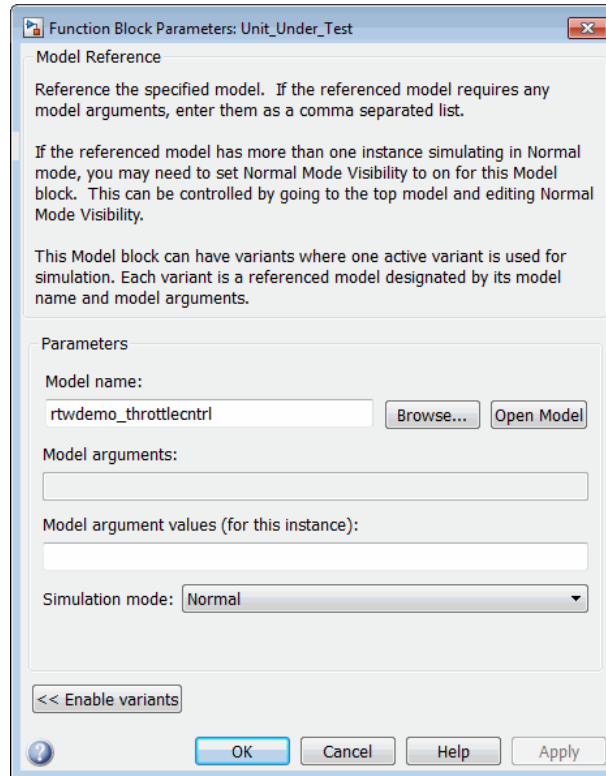 Function Block Parameters: Unit_Under_Test
Model Reference
Reference the specified model.  If the referenced model requires any
model arguments, enter them as a comma separated list.
If the referenced model has more than one instance simulating in Normal
mode, you may need to set Normal Mode Visibility to on for this Model
block.  This can be controlled by going to the top model and editing Normal
Mode Visibility.
This Model block can have variants where one active variant is used for
simulation. Each variant is a referenced model designated by its model
name and model arguments.
Parameters
Model name:
rtwdemo_throttlecntrl Browse... Open Model
Model arguments:
Model argument values (for this instance):
Simulation mode: Normal
<< Enable variants
? OK Cancel Help Apply